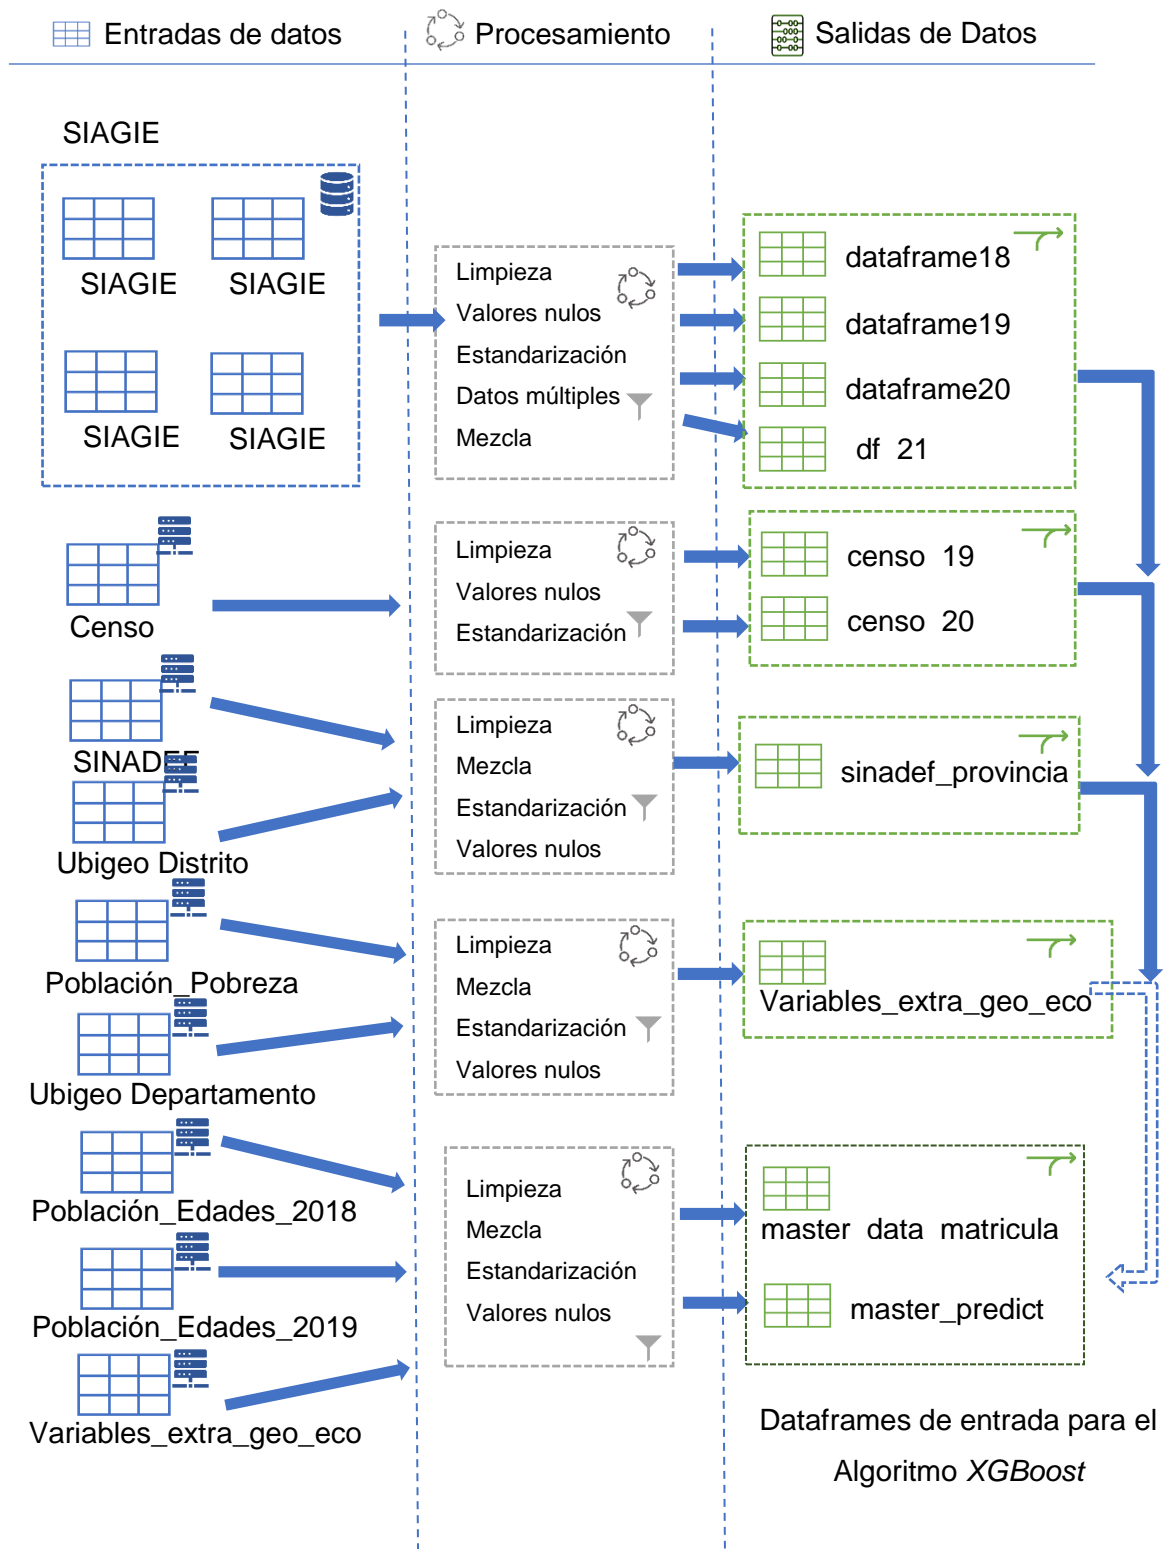 Entradas de datos
Procesamiento
Salidas de Datos
SIAGIE
SIAGIE
SIAGIE
SIAGIE
SIAGIE
Limpieza
Valores nulos
Estandarización
Datos múltiples
Mezcla
dataframe18
dataframe19
dataframe20
df 21
Censo
Limpieza
Valores nulos
Estandarización
censo 19
censo 20
SINADEF
Ubigeo Distrito
Limpieza
Mezcla
Estandarización
Valores nulos
sinadef_provincia
Población_Pobreza
Ubigeo Departamento
Limpieza
Mezcla
Estandarización
Valores nulos
Variables_extra_geo_eco
Población_Edades_2018
Población_Edades_2019
Variables_extra_geo_eco
Limpieza
Mezcla
Estandarización
Valores nulos
master data matricula
master_predict
Dataframes de entrada para el
Algoritmo XGBoost